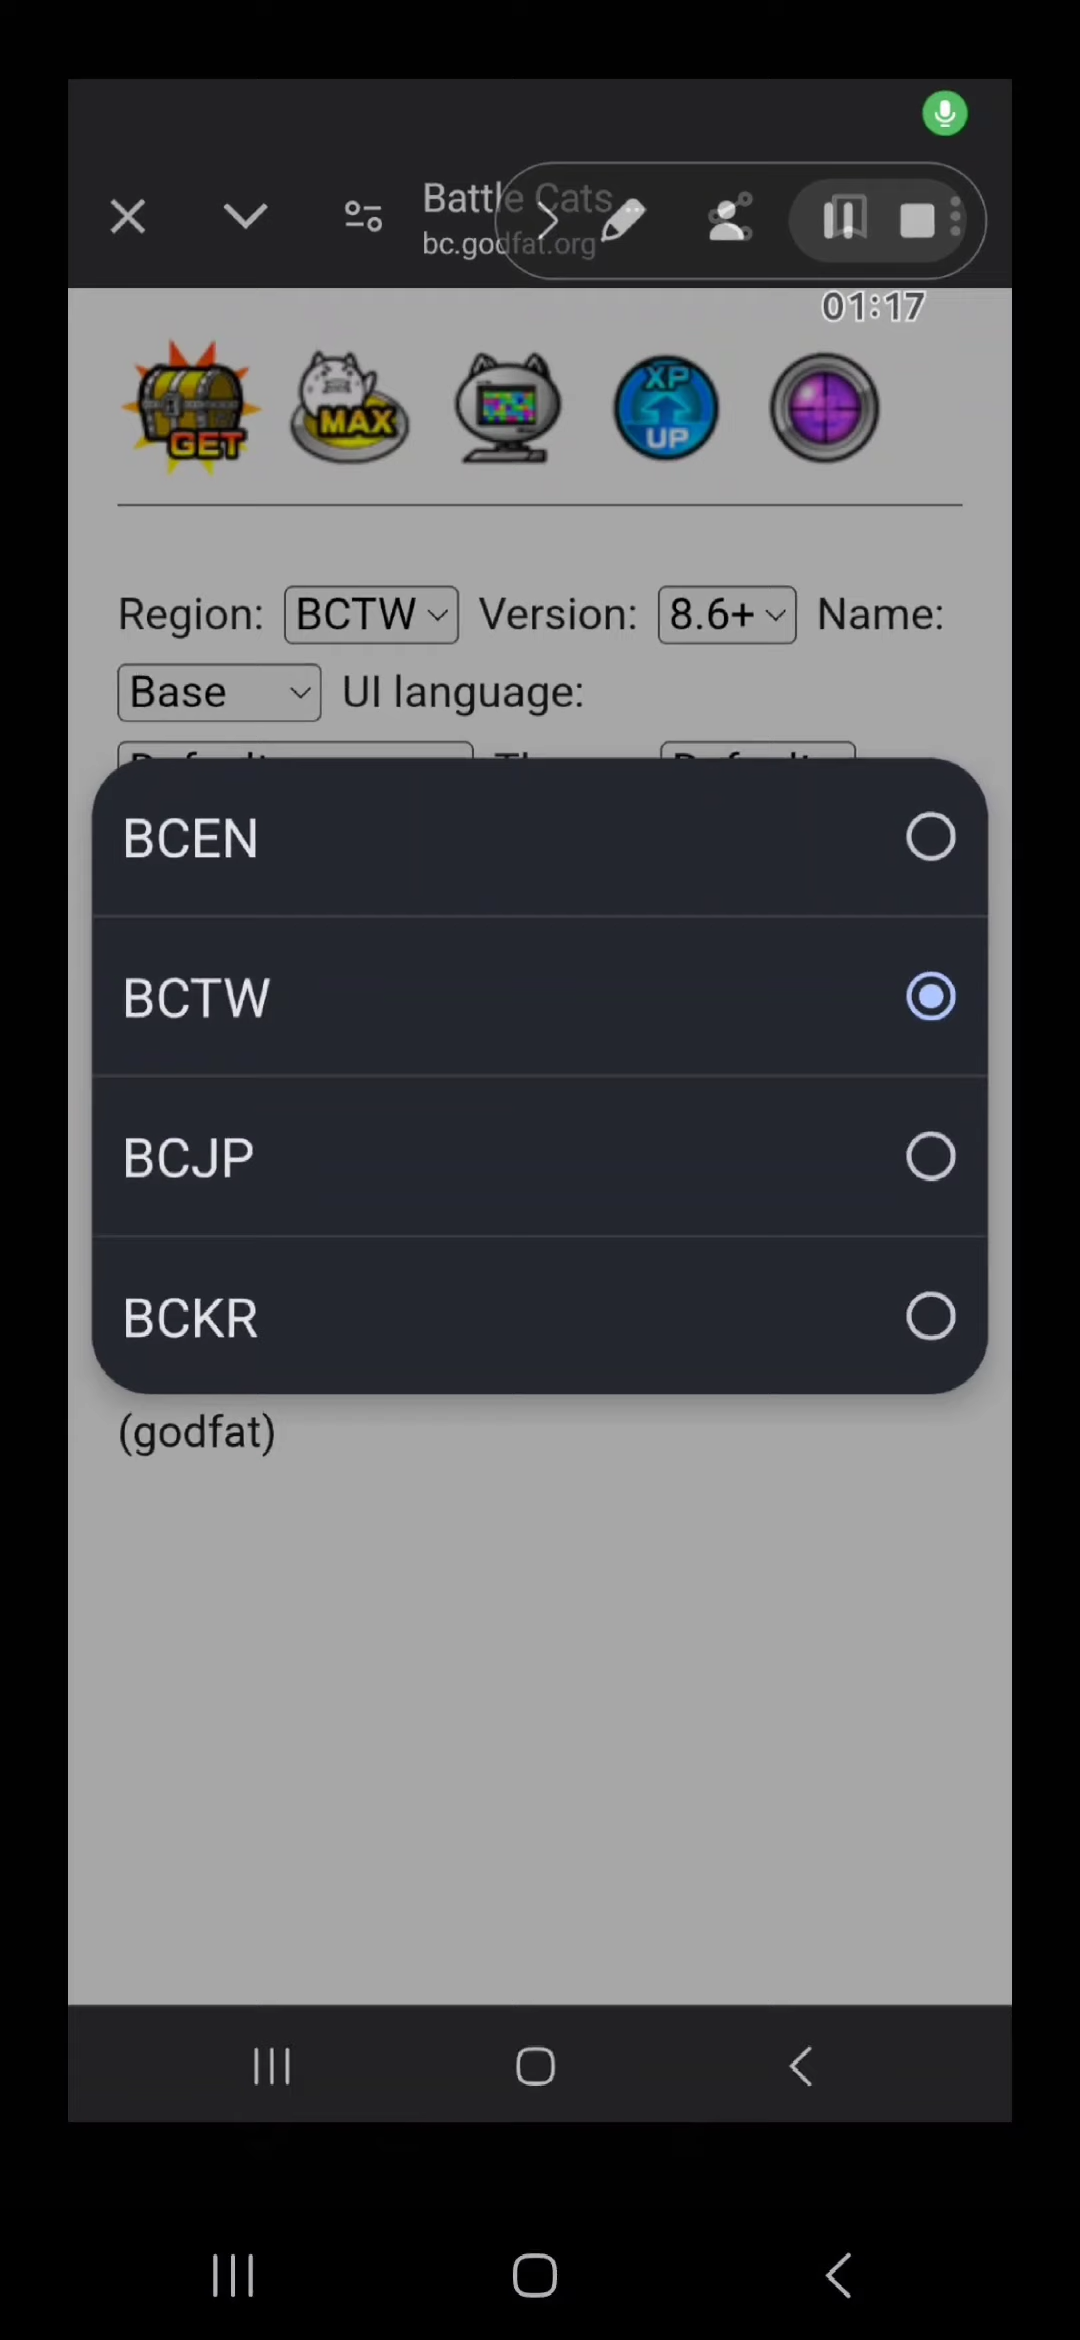 Battle Cats
bc.godfat.org
01:17
GET
MAX
XP
UP
Region: BCTW Version: 8.6+ Name:
Base UI language:
BCEN
BCTW
BCJP
BCKR
(godfat)